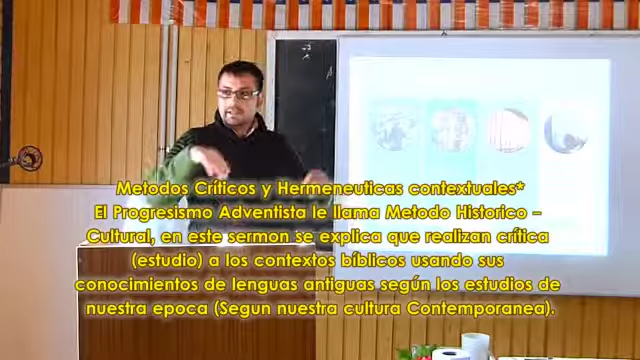 Metodos Críticos y Hermeneuticas contextuales*
El Progresismo Adventista le llama Metodo Historico –
Cultural, en este sermon se explica que realizan crítica
(estudio) a los contextos bíblicos usando sus
conocimientos de lenguas antiguas según los estudios de
nuestra epoca (Segun nuestra cultura Contemporanea).